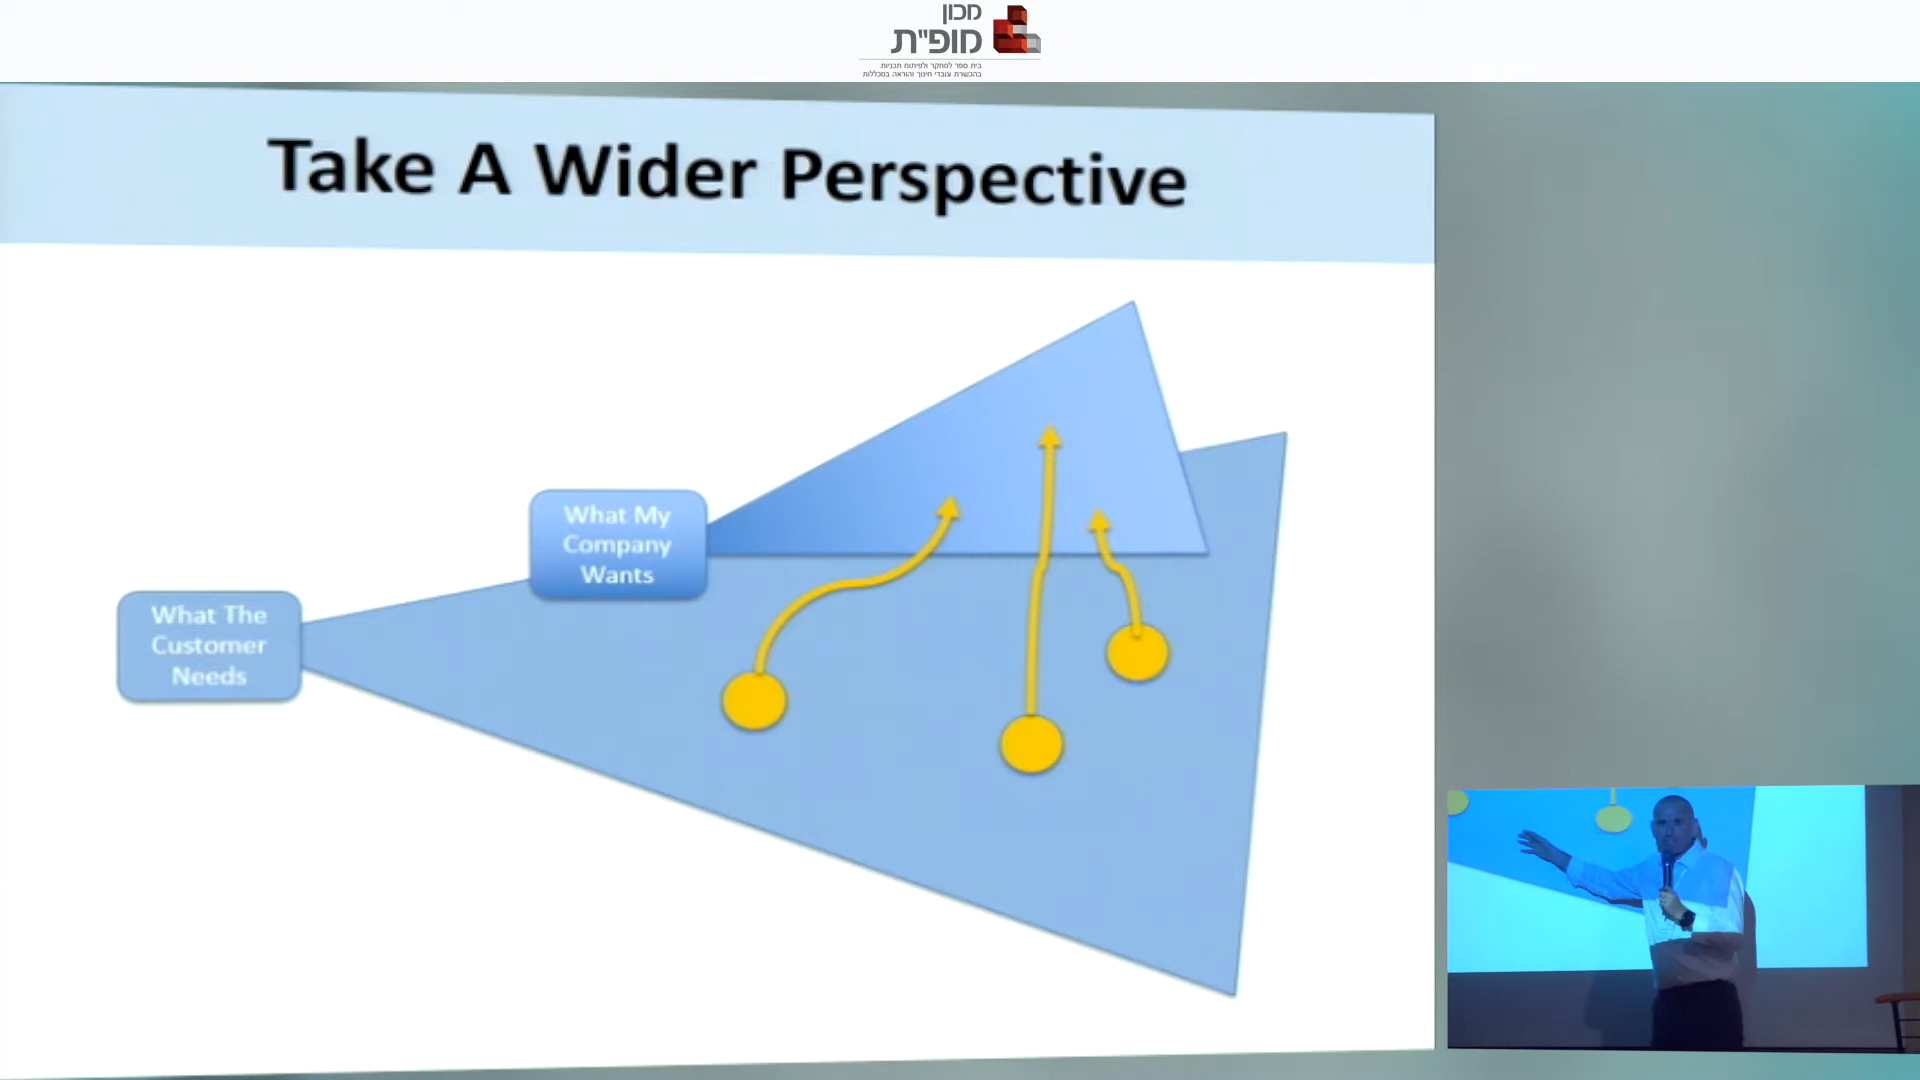 מכון
מופ"ת
בית ספר למחקר ולפיתוח תכניות
בהכשרת עובדי חינוך והוראה במכללות
Take A Wider Perspective
What My
Company
Wants
What The
Customer
Needs